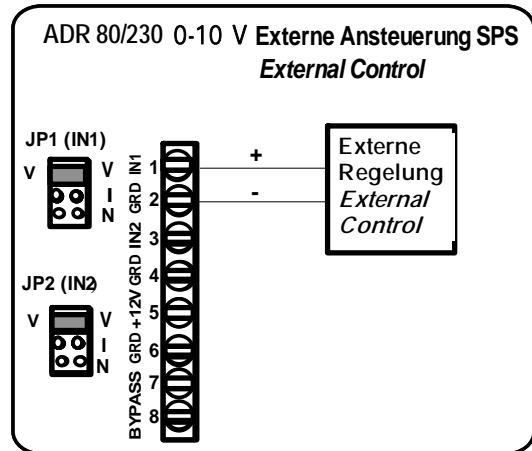 ADR 80/230 0-10 V Externe Ansteuerung SPS
External Control
JP1 (IN1)
V
V
I
N
JP2 (IN2)
V
V
I
N
IN1
GRD
IN2
GRD
+12V
GRD
BYPASS
1
2
3
4
5
6
7
8
+
-
Externe
Regelung
External
Control